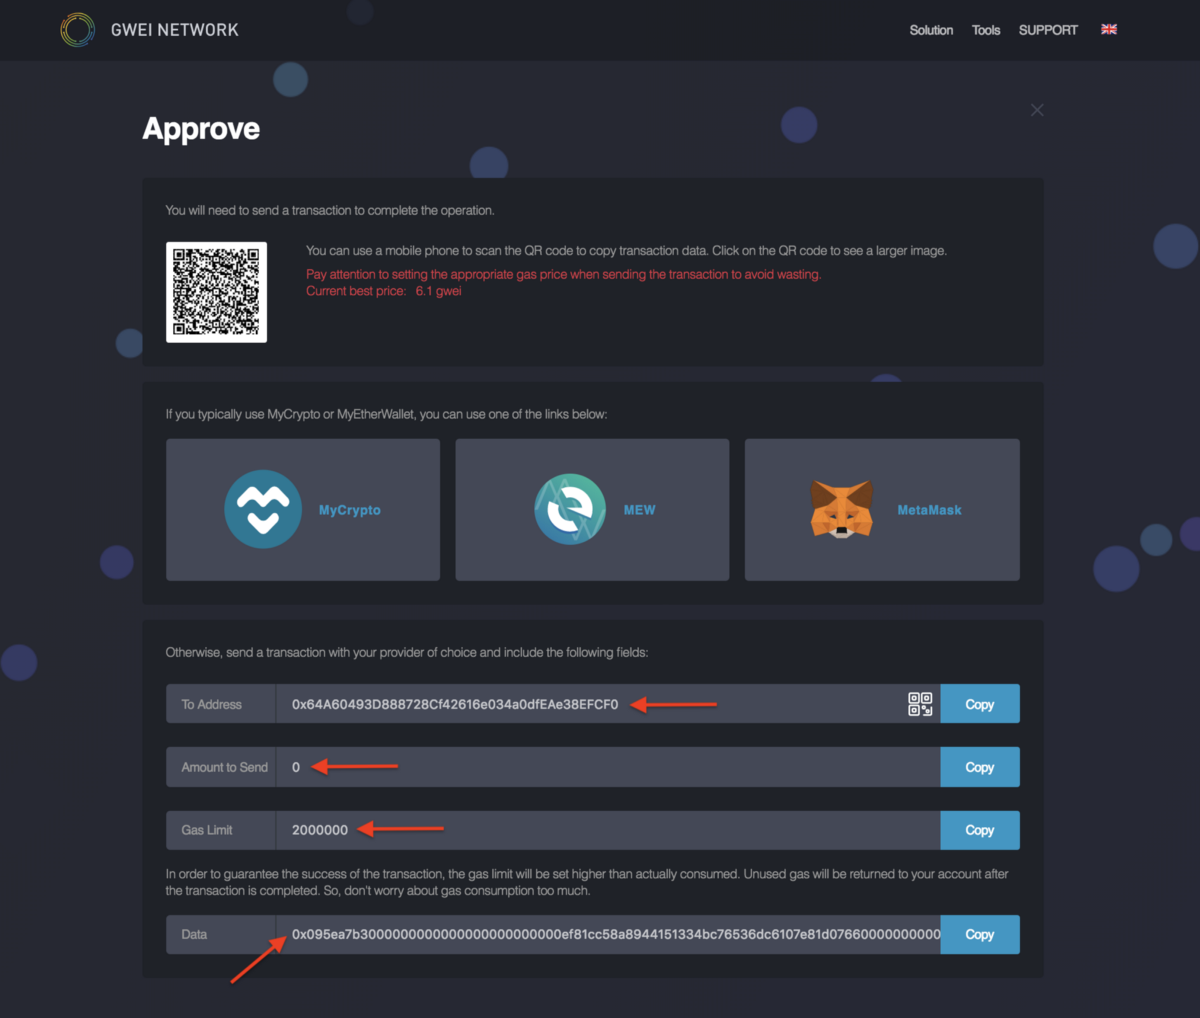 GWEI NETWORK
Solution
Tools
SUPPORT
Approve
You will need to send a transaction to complete the operation.
You can use a mobile phone to scan the QR code to copy transaction data. Click on the QR code to see a larger image.
Pay attention to setting the appropriate gas price when sending the transaction to avoid wasting.
Current best price: 6.1 gwei
If you typically use MyCrypto or MyEtherWallet, you can use one of the links below:
MyCrypto
MEW
MetaMask
Otherwise, send a transaction with your provider of choice and include the following fields:
To Address
0x64A60493D888728Cf42616e034a0dfEAe38EFCF0
Copy
Amount to Send
0
Copy
Gas Limit
2000000
Copy
In order to guarantee the success of the transaction, the gas limit will be set higher than actually consumed. Unused gas will be returned to your account after
the transaction is completed. So, don't worry about gas consumption too much.
Data
0x095ea7b3000000000000000000000000ef81cc58a8944151334bc76536dc6107e81d07660000000000
Copy